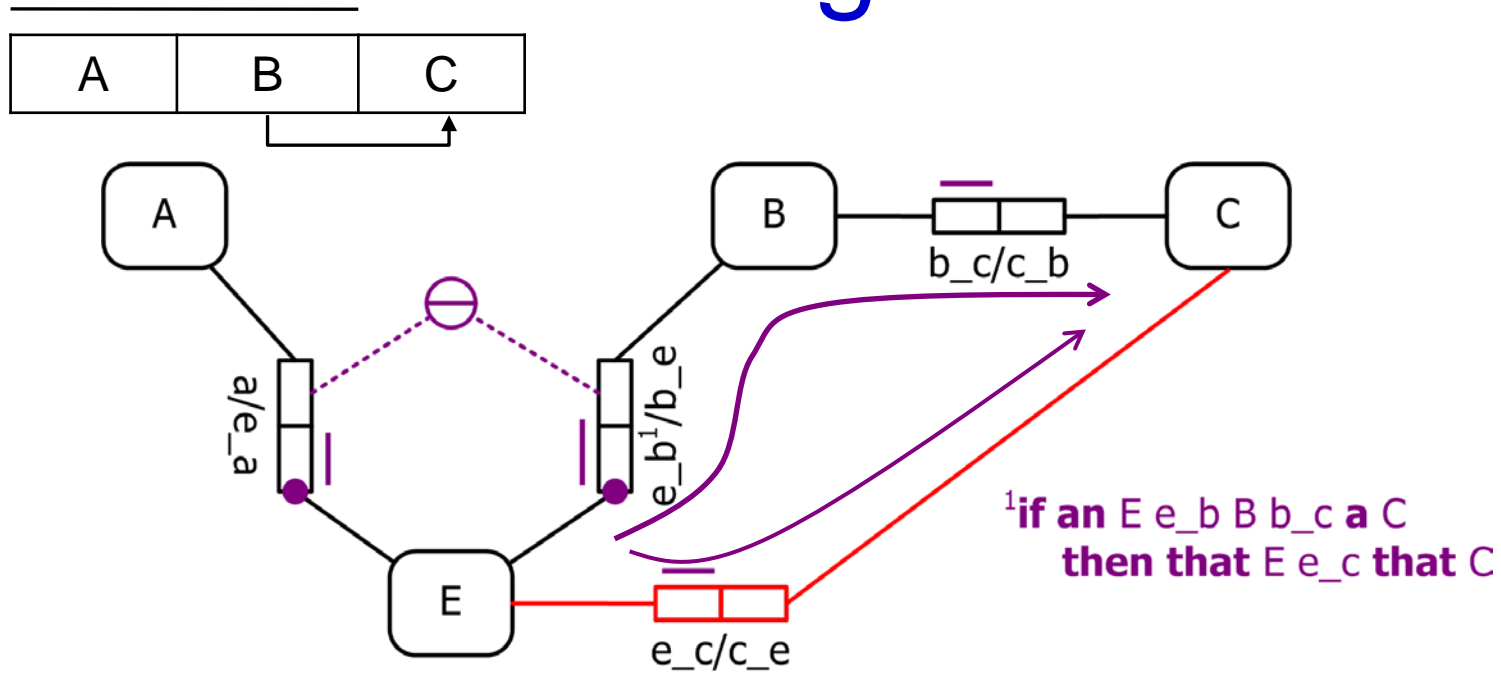 A B C
A
B
C
b_c/c_b
a/e_a
e_b¹/b_e
E
e_c/c_e
¹if an E e_b B b_c a C
then that E e_c that C